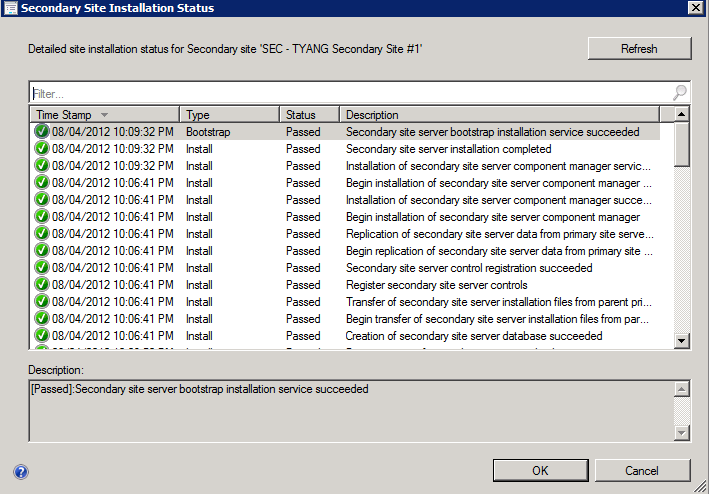 Secondary Site Installation Status
Detailed site installation status for Secondary site 'SEC - TYANG Secondary Site #1'
Refresh
Filter...
Time Stamp Type Status Description
08/04/2012 10:09:32 PM Bootstrap Passed Secondary site server bootstrap installation service succeeded
08/04/2012 10:09:32 PM Install Passed Secondary site server installation completed
08/04/2012 10:09:32 PM Install Passed Installation of secondary site server component manager servic...
08/04/2012 10:06:41 PM Install Passed Begin installation of secondary site server component manager ...
08/04/2012 10:06:41 PM Install Passed Installation of secondary site server component manager succe...
08/04/2012 10:06:41 PM Install Passed Begin installation of secondary site server component manager
08/04/2012 10:06:41 PM Install Passed Replication of secondary site server data from primary site serve...
08/04/2012 10:06:41 PM Install Passed Begin replication of secondary site server data from primary site ...
08/04/2012 10:06:41 PM Install Passed Secondary site server control registration succeeded
08/04/2012 10:06:41 PM Install Passed Register secondary site server controls
08/04/2012 10:06:41 PM Install Passed Transfer of secondary site server installation files from parent pri...
08/04/2012 10:06:41 PM Install Passed Begin transfer of secondary site server installation files from par...
08/04/2012 10:06:41 PM Install Passed Creation of secondary site server database succeeded
Description:
[Passed]:Secondary site server bootstrap installation service succeeded
OK
Cancel